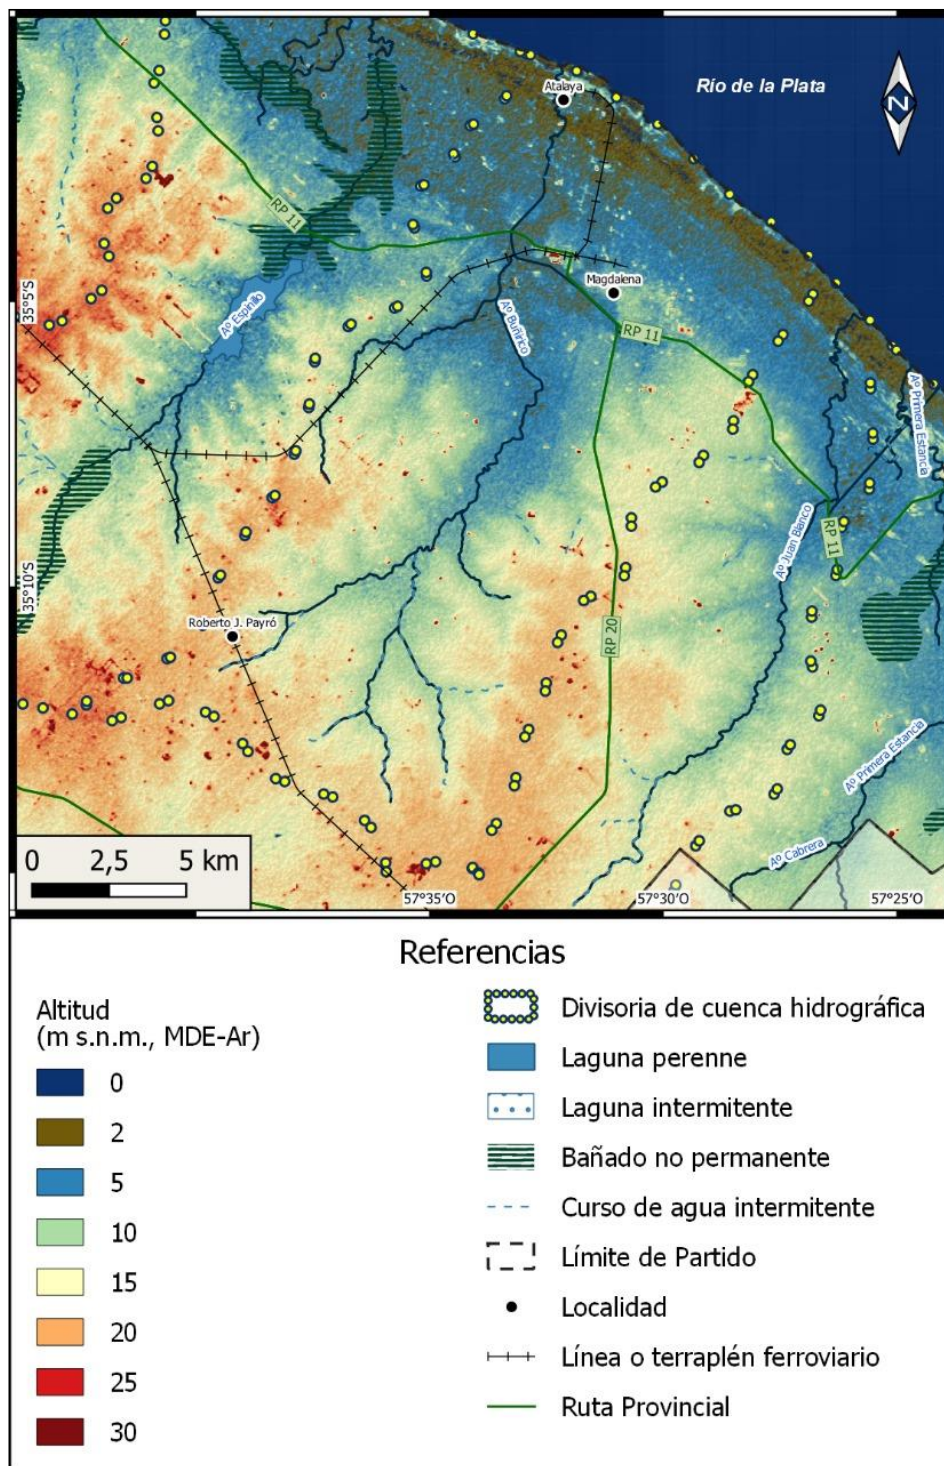 Río de la Plata
N
Atalaya
RP 11
Magdalena
35°5'S
Aº Espinillo
Aº Buñirico
RP 11
Aº Primera Estancia
Aº Juan Blanco
RP 11
35°10'S
Roberto J. Payró
RP 20
Aº Primera Estancia
Aº Cabrera
0 2,5 5 km
57°35'O
57°30'O
57°25'O
Referencias
Altitud
(m s.n.m., MDE-Ar)
0
2
5
10
15
20
25
30
Divisoria de cuenca hidrográfica
Laguna perenne
Laguna intermitente
Bañado no permanente
Curso de agua intermitente
Límite de Partido
Localidad
Línea o terraplén ferroviario
Ruta Provincial